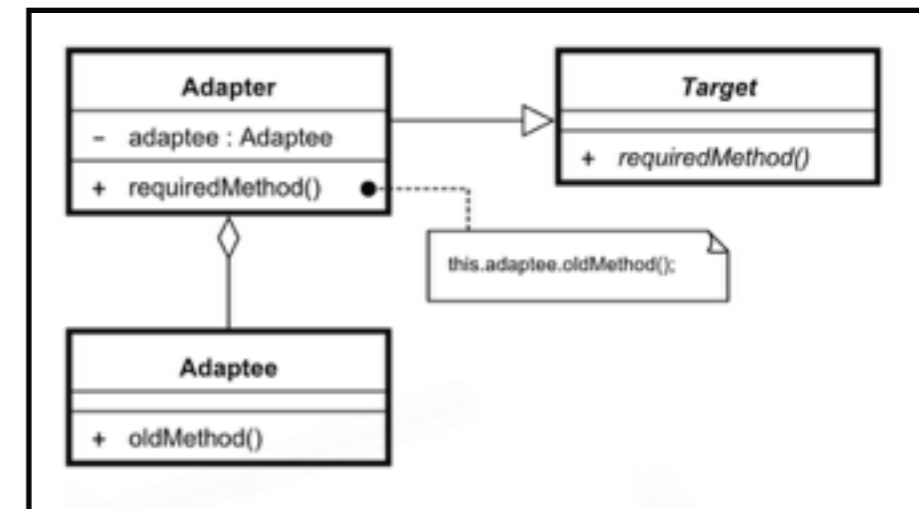 Adapter
- adaptee : Adaptee
+ requiredMethod()
Target
+ requiredMethod()
this.adaptee.oldMethod();
Adaptee
+ oldMethod()